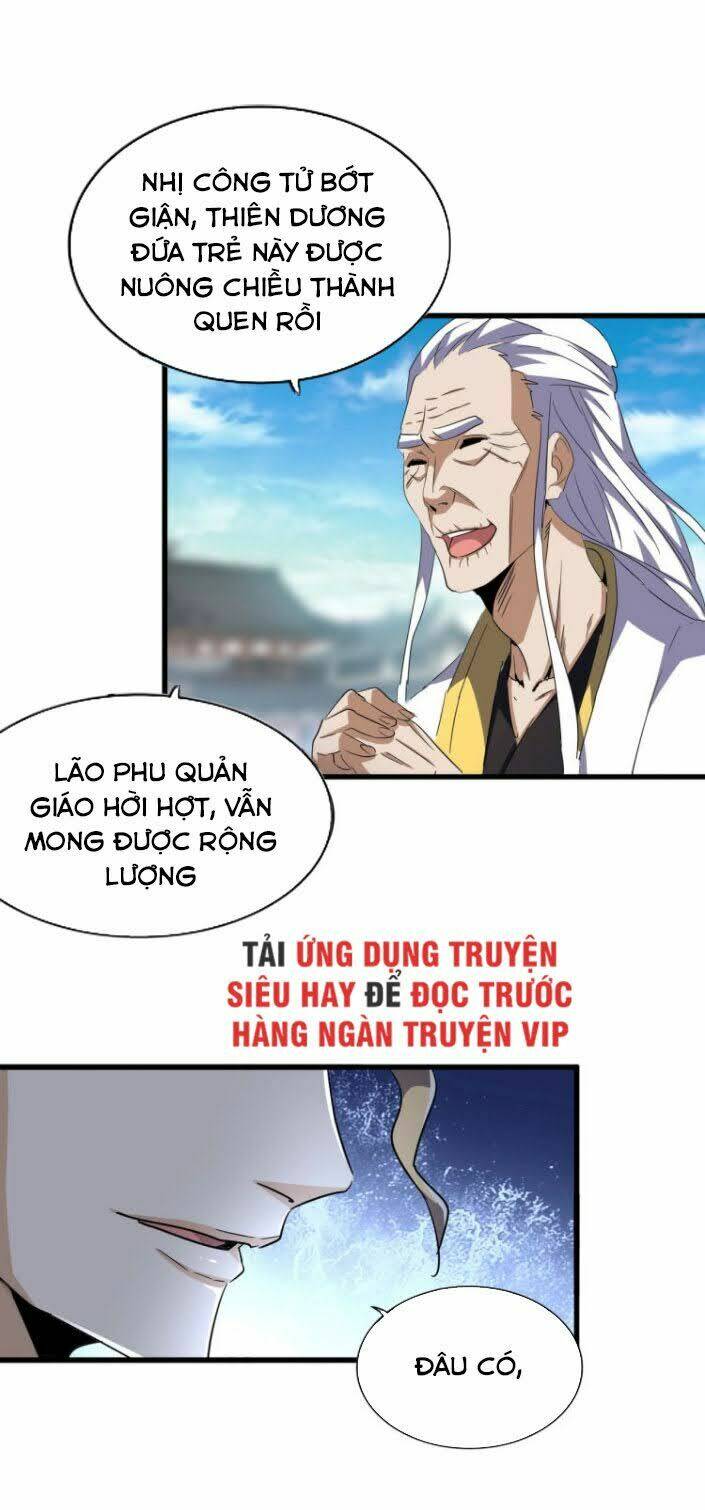 NHỊ CÔNG TỬ BỚT
GIẬN, THIÊN DƯƠNG
ĐỨA TRẺ NÀY ĐƯỢC
NUÔNG CHIỀU THÀNH
QUEN RỒI
LÃO PHU QUẢN
GIÁO HỜI HỢT, VẪN
MONG ĐƯỢC RỘNG
LƯỢNG
TẢI ỨNG DỤNG TRUYỆN
SIÊU HAY ĐỂ ĐỌC TRƯỚC
HÀNG NGÀN TRUYỆN VIP
ĐÂU CÓ,